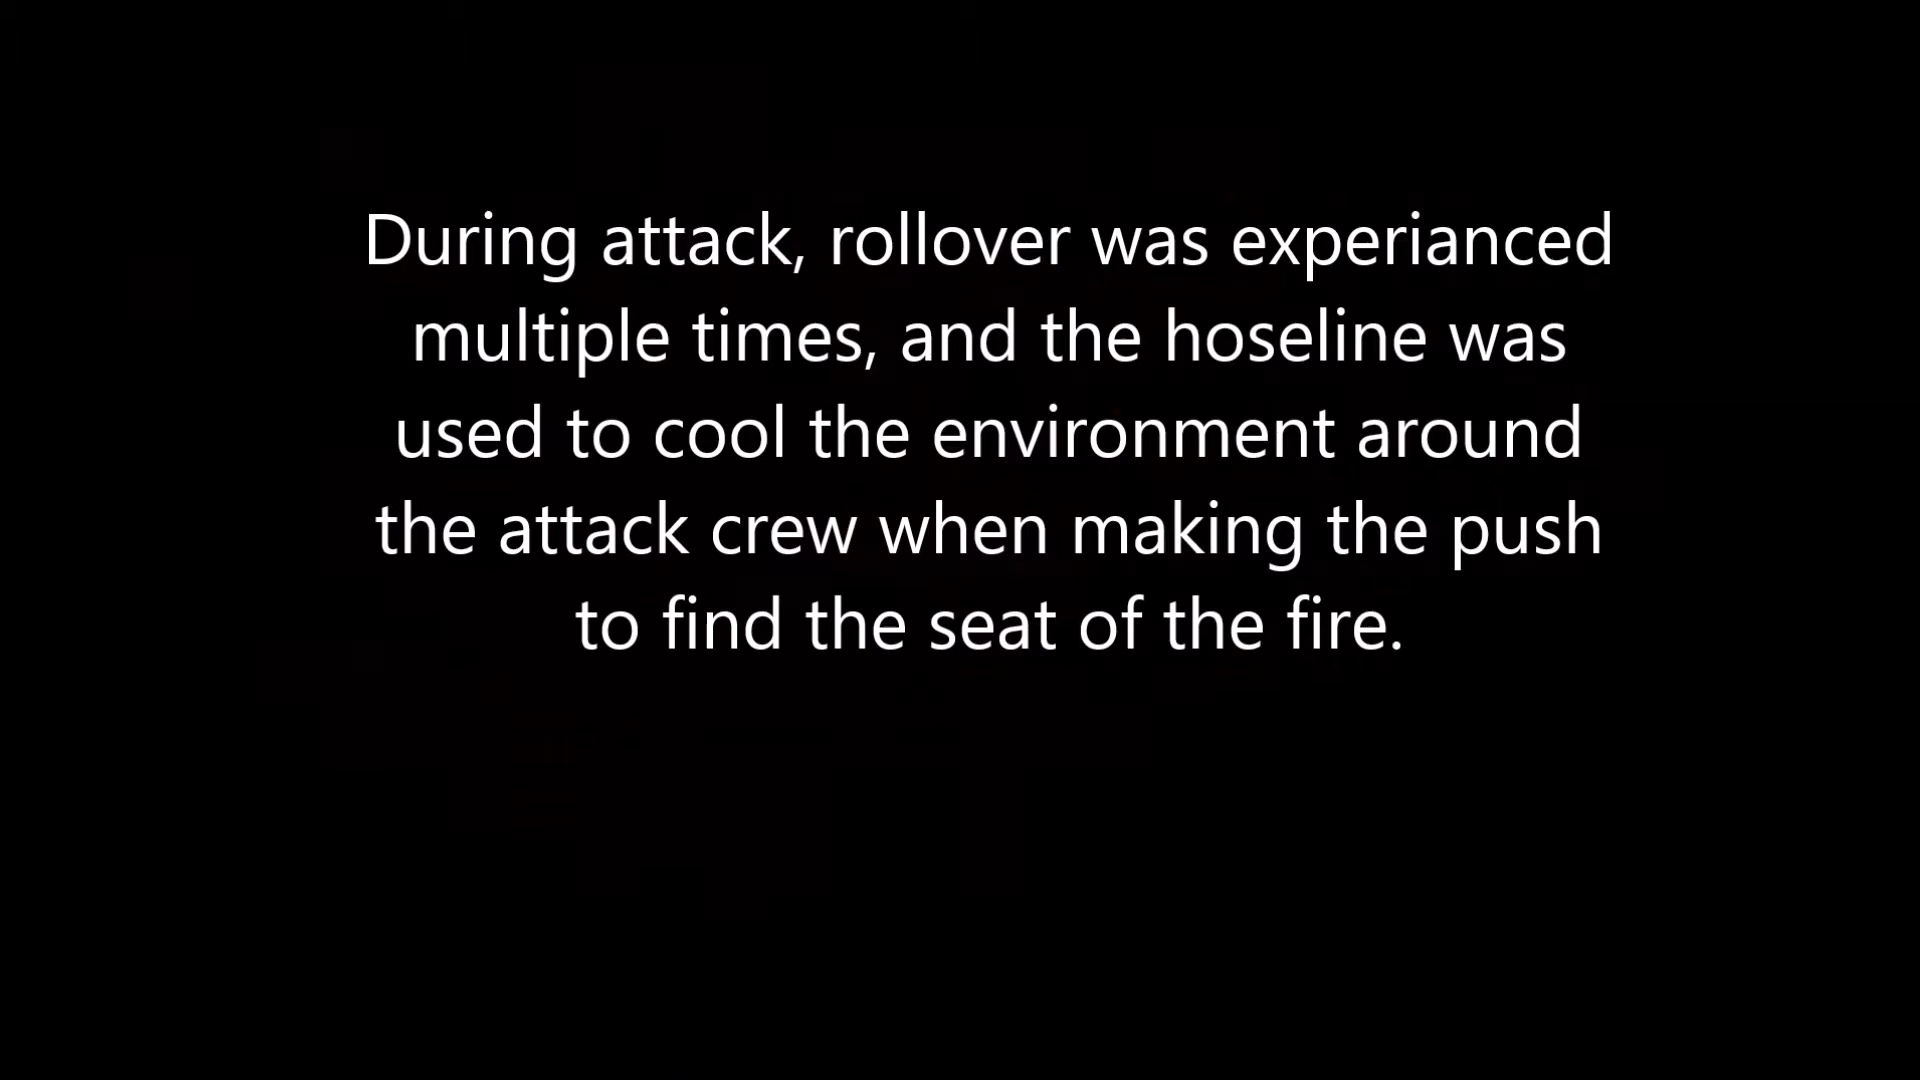 During attack, rollover was experianced
multiple times, and the hoseline was
used to cool the environment around
the attack crew when making the push
to find the seat of the fire.